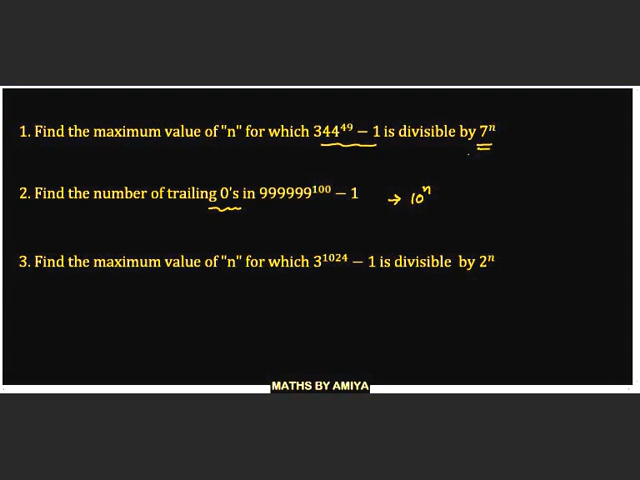 1. Find the maximum value of "n" for which 344⁴⁹ − 1 is divisible by 7ⁿ
2. Find the number of trailing 0's in 999999¹⁰⁰ − 1 → 10ⁿ
3. Find the maximum value of "n" for which 3¹⁰²⁴ − 1 is divisible by 2ⁿ
MATHS BY AMIYA